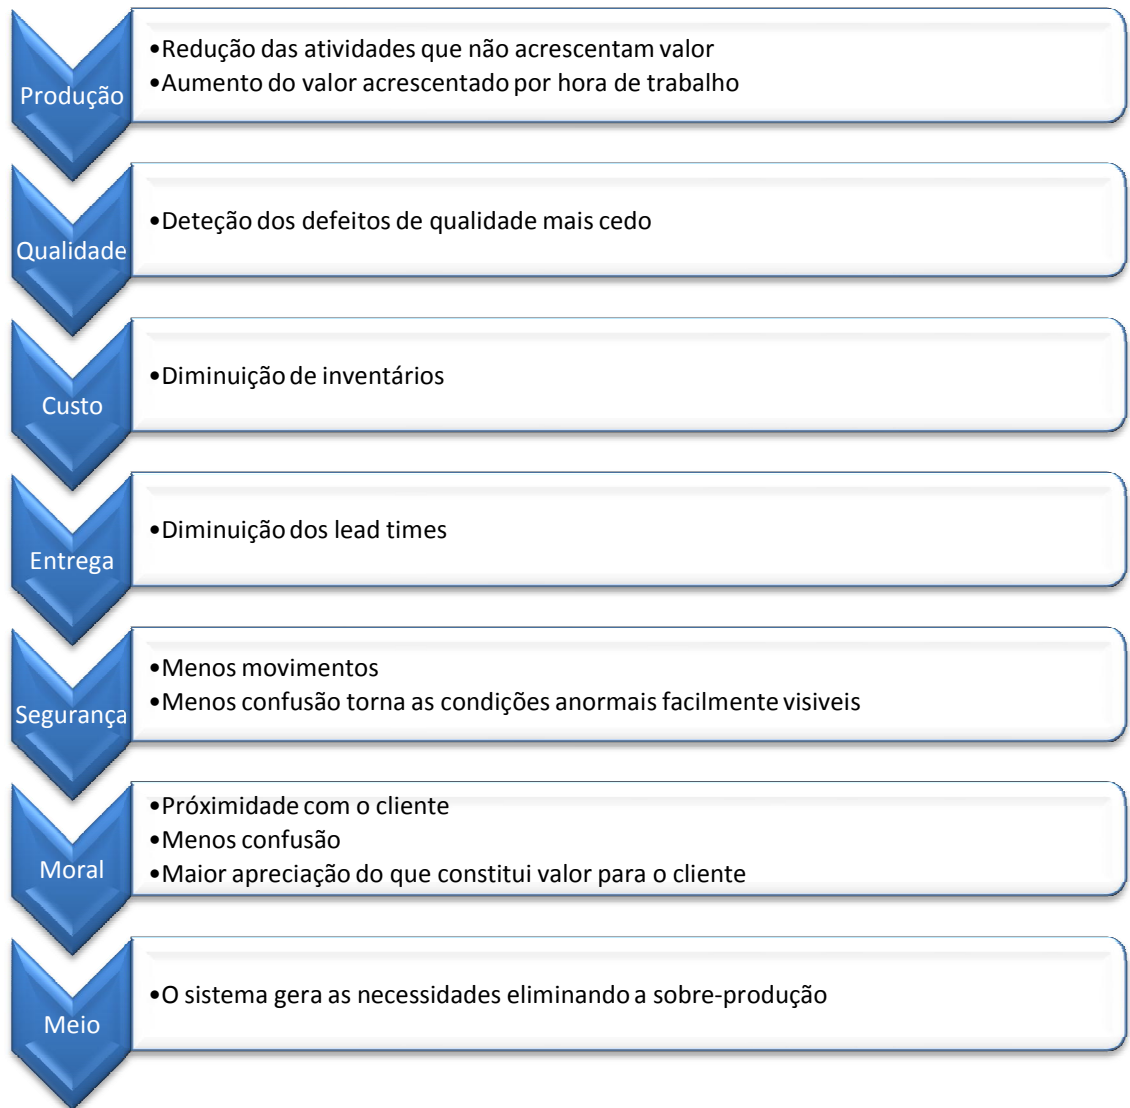 Produção
•Redução das atividades que não acrescentam valor
•Aumento do valor acrescentado por hora de trabalho
Qualidade
•Deteção dos defeitos de qualidade mais cedo
Custo
•Diminuição de inventários
Entrega
•Diminuição dos lead times
Segurança
•Menos movimentos
•Menos confusão torna as condições anormais facilmente visiveis
Moral
•Próximidade com o cliente
•Menos confusão
•Maior apreciação do que constitui valor para o cliente
Meio
•O sistema gera as necessidades eliminando a sobre-produção